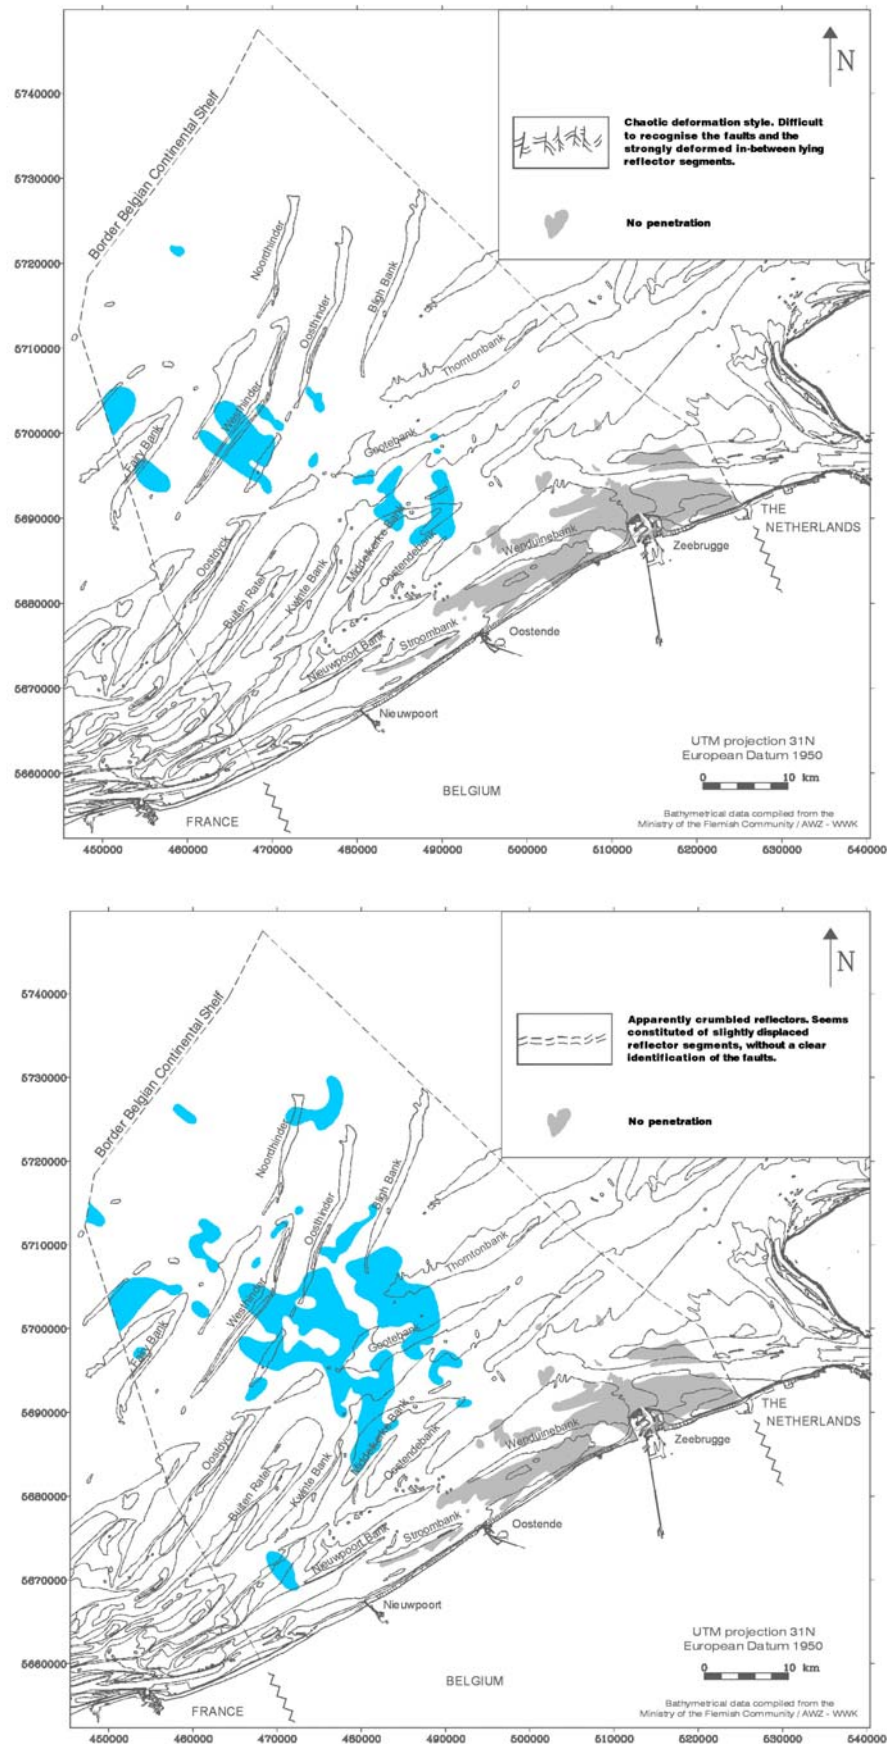 N
5740000
Border Belgian Continental Shelf
Chaotic deformation style. Difficult
to recognise the faults and the
strongly deformed in-between lying
reflector segments.
5730000
No penetration
Noordhinder
5720000
Oosthinder
Bligh Bank
5710000
Thorntonbank
Westhinder
5700000
Fairy Bank
Gootebank
5690000
THE
NETHERLANDS
Oostdyck
Middelkerke Bank
Oostendebank
Wenduinebank
Zeebrugge
Buiten Ratel
Kwinte Bank
5680000
Oostende
Stroombank
Nieuwpoort Bank
5670000
Nieuwpoort
UTM projection 31N
European Datum 1950
5660000
0 10 km
BELGIUM
FRANCE
Bathymetrical data compiled from the
Ministry of the Flemish Community / AWZ - WWK
450000 460000 470000 480000 490000 500000 510000 520000 530000 540000
N
5740000
Border Belgian Continental Shelf
Apparently crumbled reflectors. Seems
constituted of slightly displaced
reflector segments, without a clear
identification of the faults.
5730000
No penetration
Noordhinder
5720000
Oosthinder
Bligh Bank
5710000
Thorntonbank
Westhinder
5700000
Fairy Bank
Gootebank
5690000
THE
NETHERLANDS
Oostdyck
Middelkerke Bank
Oostendebank
Wenduinebank
Zeebrugge
Buiten Ratel
Kwinte Bank
5680000
Oostende
Stroombank
Nieuwpoort Bank
5670000
Nieuwpoort
UTM projection 31N
European Datum 1950
5660000
0 10 km
BELGIUM
FRANCE
Bathymetrical data compiled from the
Ministry of the Flemish Community / AWZ - WWK
450000 460000 470000 480000 490000 500000 510000 520000 530000 540000